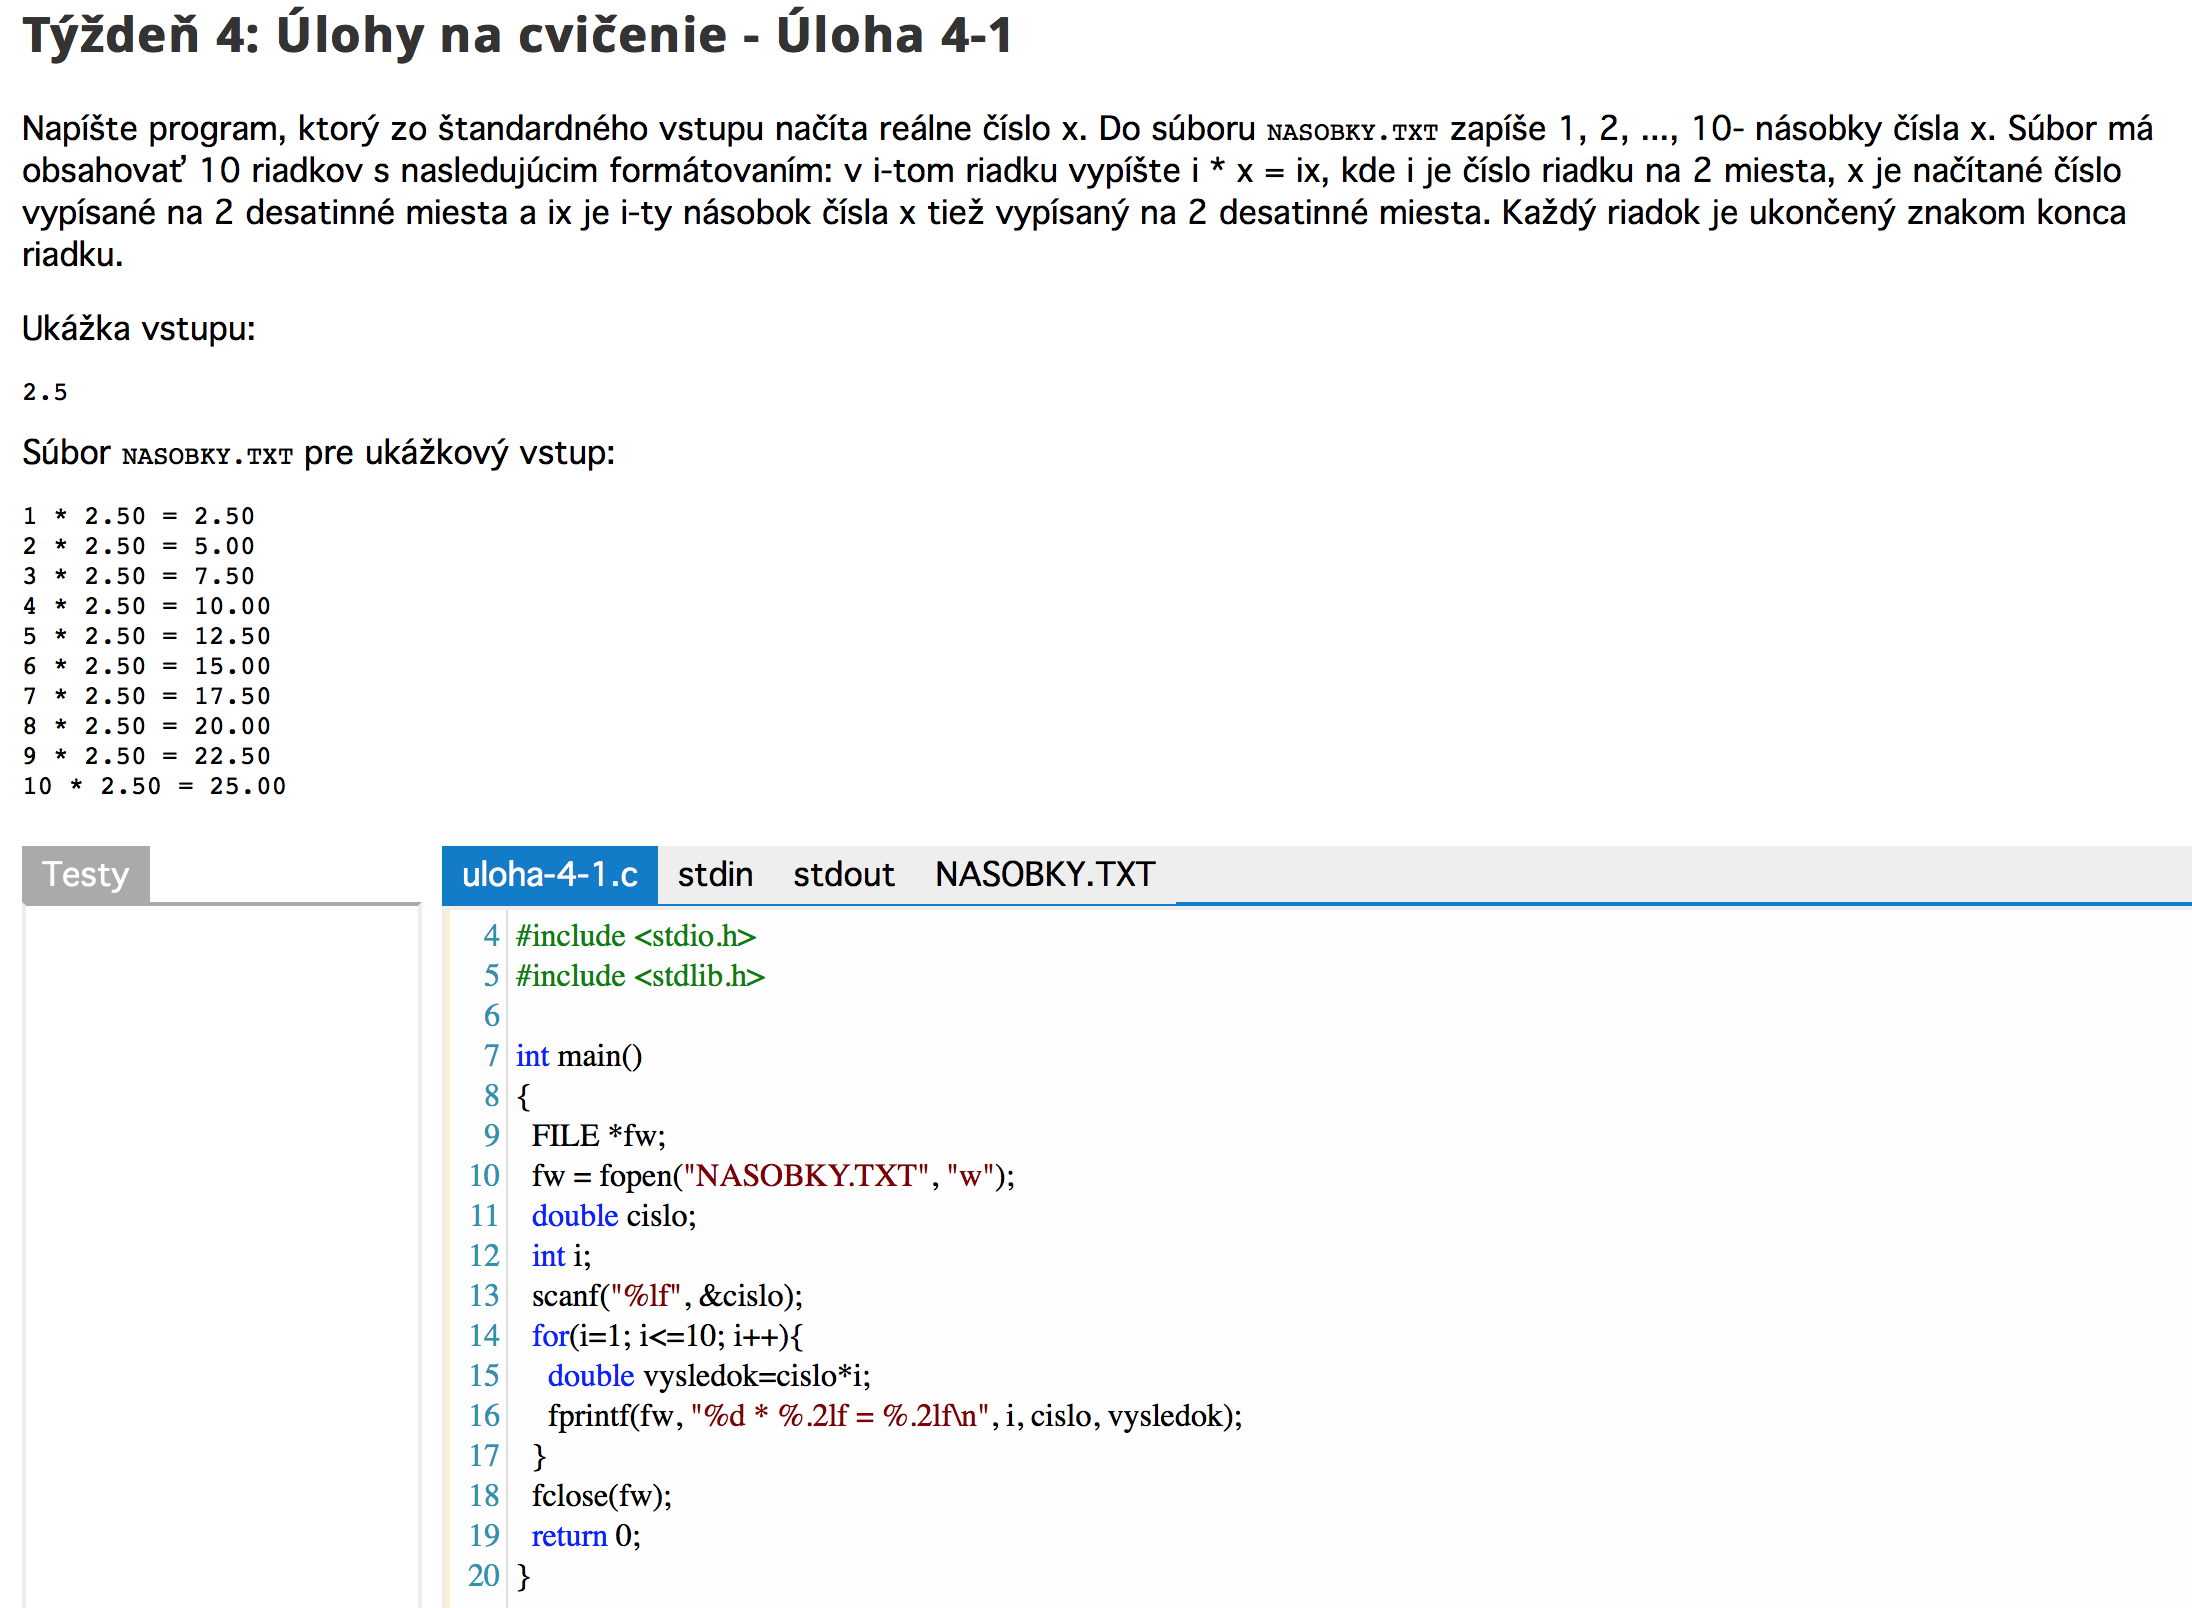 Týždeň 4: Úlohy na cvičenie - Úloha 4-1
Napíšte program, ktorý zo štandardného vstupu načíta reálne číslo x. Do súboru NASOBKY.TXT zapíše 1, 2, ..., 10- násobky čísla x. Súbor má
obsahovať 10 riadkov s nasledujúcim formátovaním: v i-tom riadku vypíšte i * x = ix, kde i je číslo riadku na 2 miesta, x je načítané číslo
vypísané na 2 desatinné miesta a ix je i-ty násobok čísla x tiež vypísaný na 2 desatinné miesta. Každý riadok je ukončený znakom konca
riadku.
Ukážka vstupu:
2.5
Súbor NASOBKY.TXT pre ukážkový vstup:
1 * 2.50 = 2.50
2 * 2.50 = 5.00
3 * 2.50 = 7.50
4 * 2.50 = 10.00
5 * 2.50 = 12.50
6 * 2.50 = 15.00
7 * 2.50 = 17.50
8 * 2.50 = 20.00
9 * 2.50 = 22.50
10 * 2.50 = 25.00
Testy
uloha-4-1.c stdin stdout NASOBKY.TXT
4 #include <stdio.h>
5 #include <stdlib.h>
6
7 int main()
8 {
9 FILE *fw;
10 fw = fopen("NASOBKY.TXT", "w");
11 double cislo;
12 int i;
13 scanf("%lf", &cislo);
14 for(i=1; i<=10; i++){
15 double vysledok=cislo*i;
16 fprintf(fw, "%d * %.2lf = %.2lf\n", i, cislo, vysledok);
17 }
18 fclose(fw);
19 return 0;
20 }